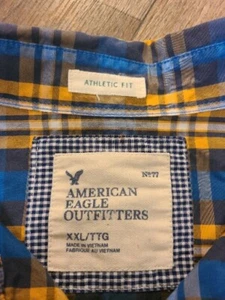 ATHLETIC FIT
Nº77
AMERICAN
EAGLE
OUTFITTERS
XXL/TTG
MADE IN VIETNAM
FABRIQUÉ AU VIETNAM